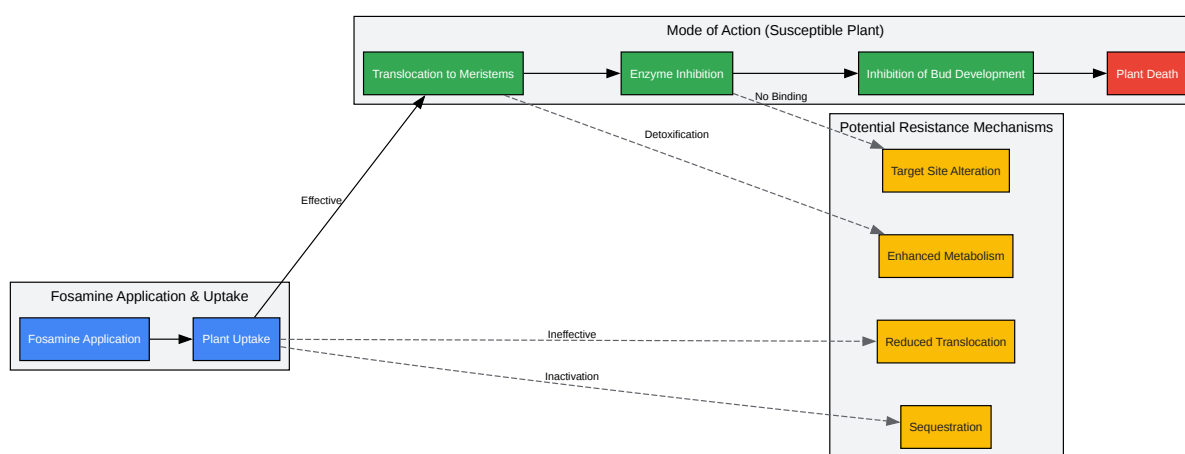 Mode of Action (Susceptible Plant)
Translocation to Meristems
Enzyme Inhibition
Inhibition of Bud Development
Plant Death
No Binding
Detoxification
Potential Resistance Mechanisms
Target Site Alteration
Effective
Enhanced Metabolism
Fosamine Application & Uptake
Fosamine Application
Plant Uptake
Ineffective
Reduced Translocation
Inactivation
Sequestration